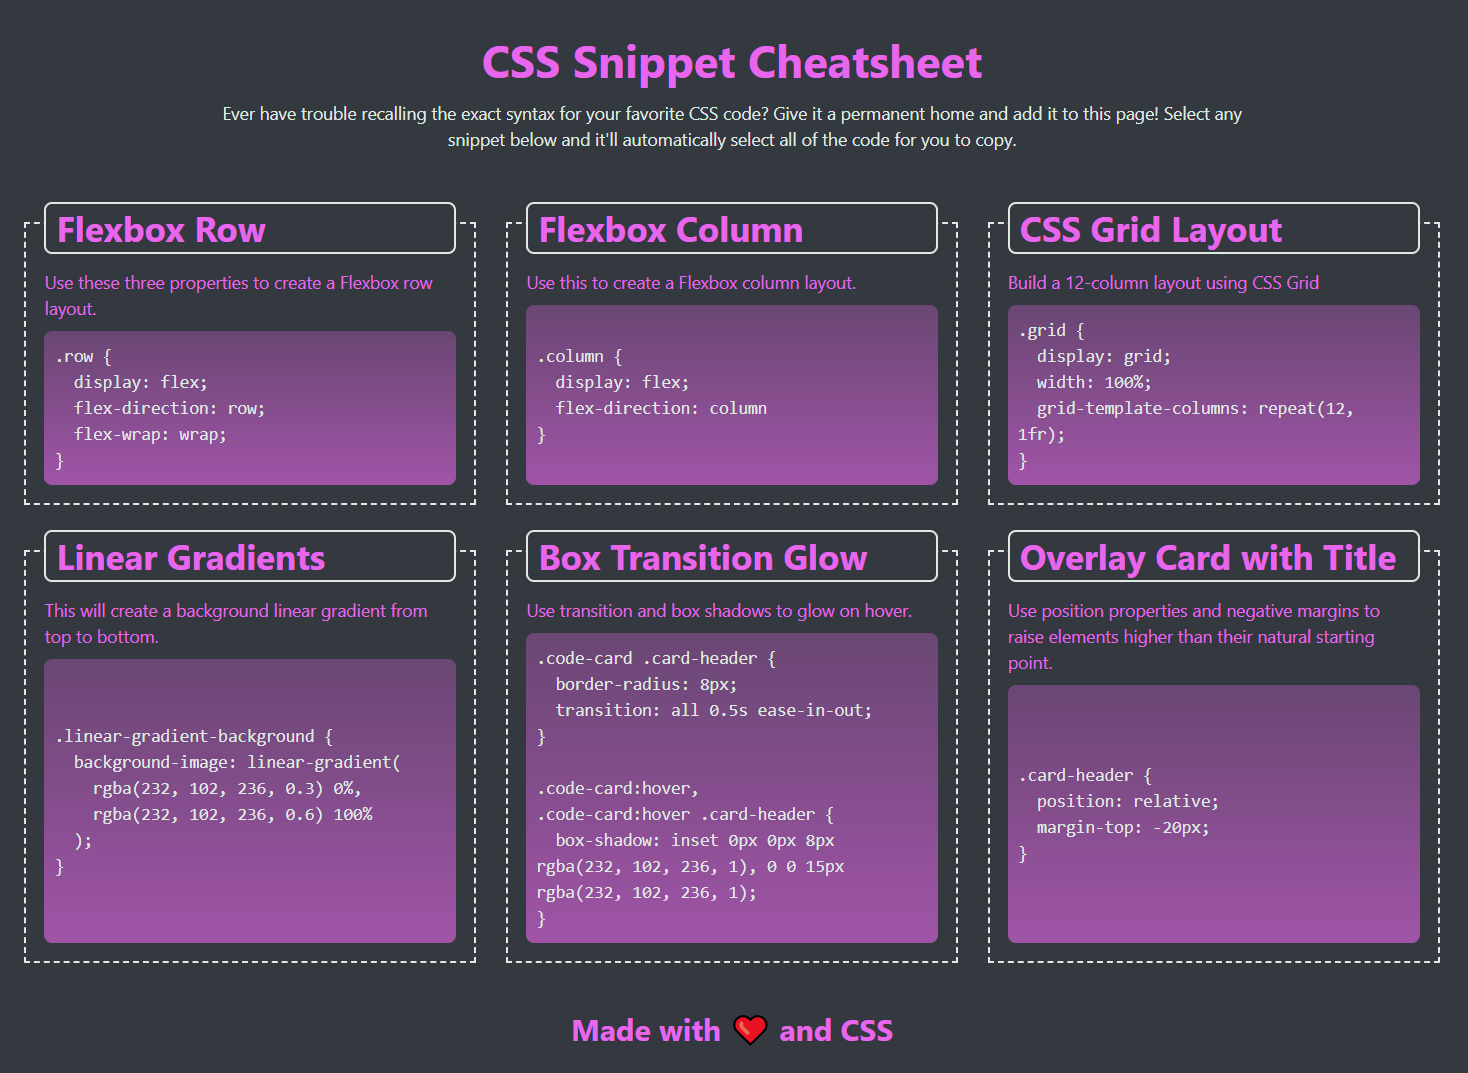 CSS Snippet Cheatsheet
Ever have trouble recalling the exact syntax for your favorite CSS code? Give it a permanent home and add it to this page! Select any
snippet below and it'll automatically select all of the code for you to copy.
Flexbox Row
Use these three properties to create a Flexbox row
layout.
.row {
  display: flex;
  flex-direction: row;
  flex-wrap: wrap;
}
Flexbox Column
Use this to create a Flexbox column layout.
.column {
  display: flex;
  flex-direction: column
}
CSS Grid Layout
Build a 12-column layout using CSS Grid
.grid {
  display: grid;
  width: 100%;
  grid-template-columns: repeat(12,
1fr);
}
Linear Gradients
This will create a background linear gradient from
top to bottom.
.linear-gradient-background {
  background-image: linear-gradient(
    rgba(232, 102, 236, 0.3) 0%,
    rgba(232, 102, 236, 0.6) 100%
  );
}
Box Transition Glow
Use transition and box shadows to glow on hover.
.code-card .card-header {
  border-radius: 8px;
  transition: all 0.5s ease-in-out;
}
.code-card:hover,
.code-card:hover .card-header {
  box-shadow: inset 0px 0px 8px
rgba(232, 102, 236, 1), 0 0 15px
rgba(232, 102, 236, 1);
}
Overlay Card with Title
Use position properties and negative margins to
raise elements higher than their natural starting
point.
.card-header {
  position: relative;
  margin-top: -20px;
}
Made with ❤️ and CSS